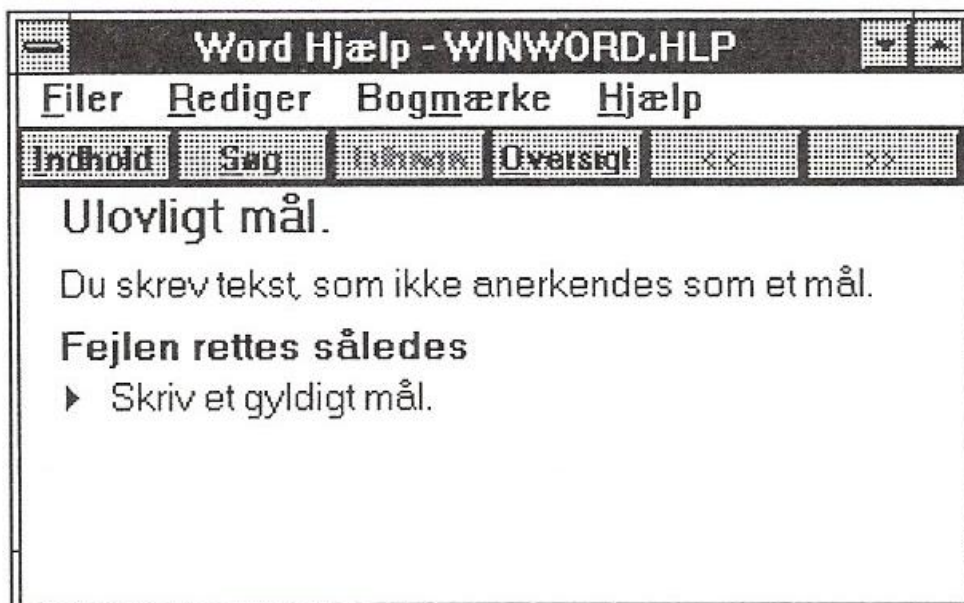 Word Hjælp - WINWORD.HLP
Filer Rediger Bogmærke Hjælp
Indhold Søg Oversigt << >>
Ulovligt mål.
Du skrev tekst, som ikke anerkendes som et mål.
Fejlen rettes således
Skriv et gyldigt mål.